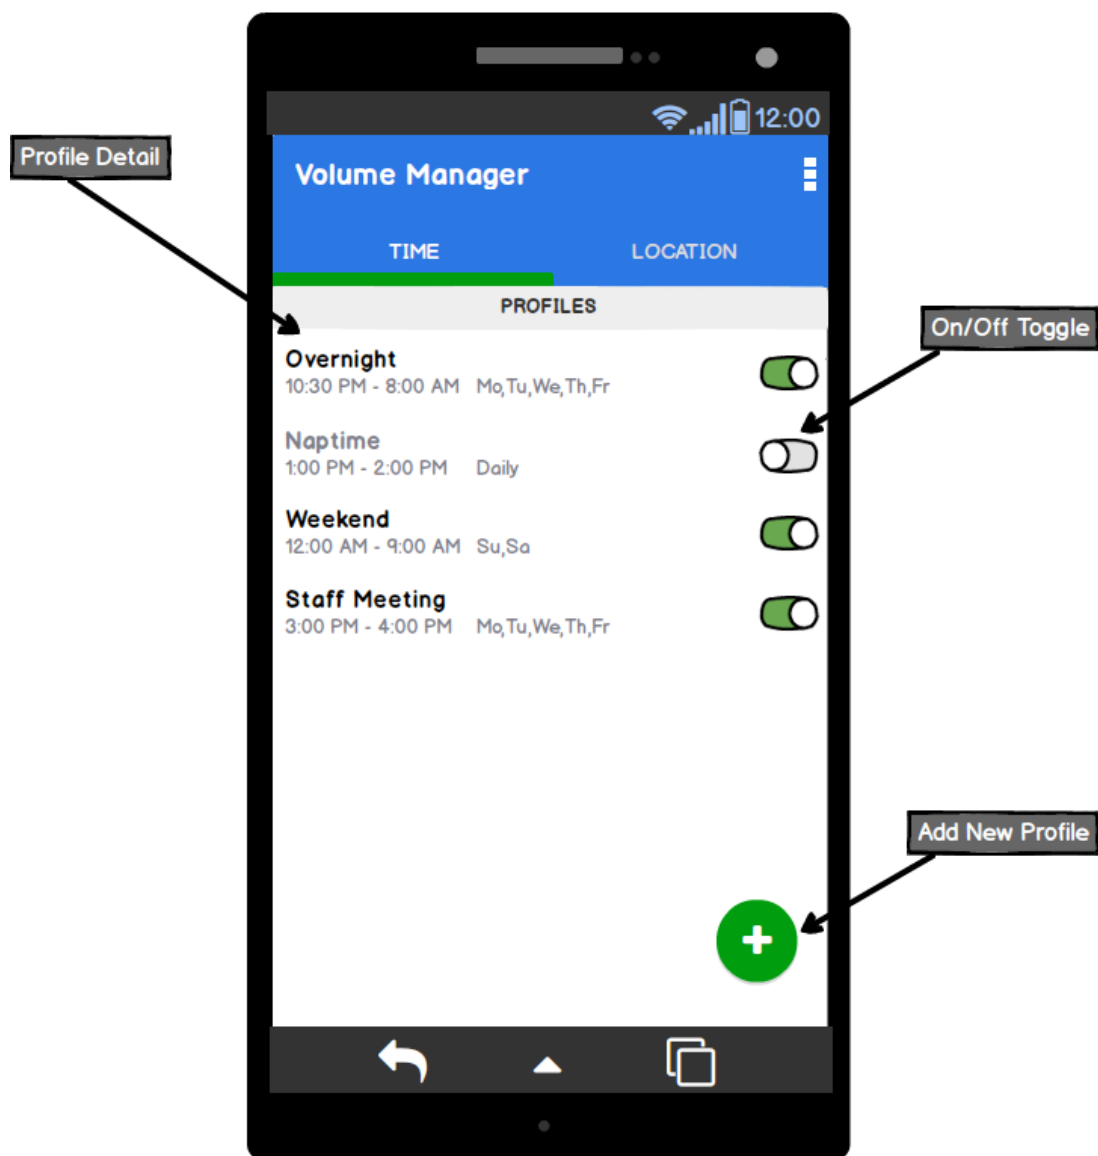 12:00
Profile Detail
Volume Manager
TIME LOCATION
PROFILES
On/Off Toggle
Overnight
10:30 PM - 8:00 AM Mo,Tu,We,Th,Fr
Naptime
1:00 PM - 2:00 PM Daily
Weekend
12:00 AM - 9:00 AM Su,Sa
Staff Meeting
3:00 PM - 4:00 PM Mo,Tu,We,Th,Fr
Add New Profile